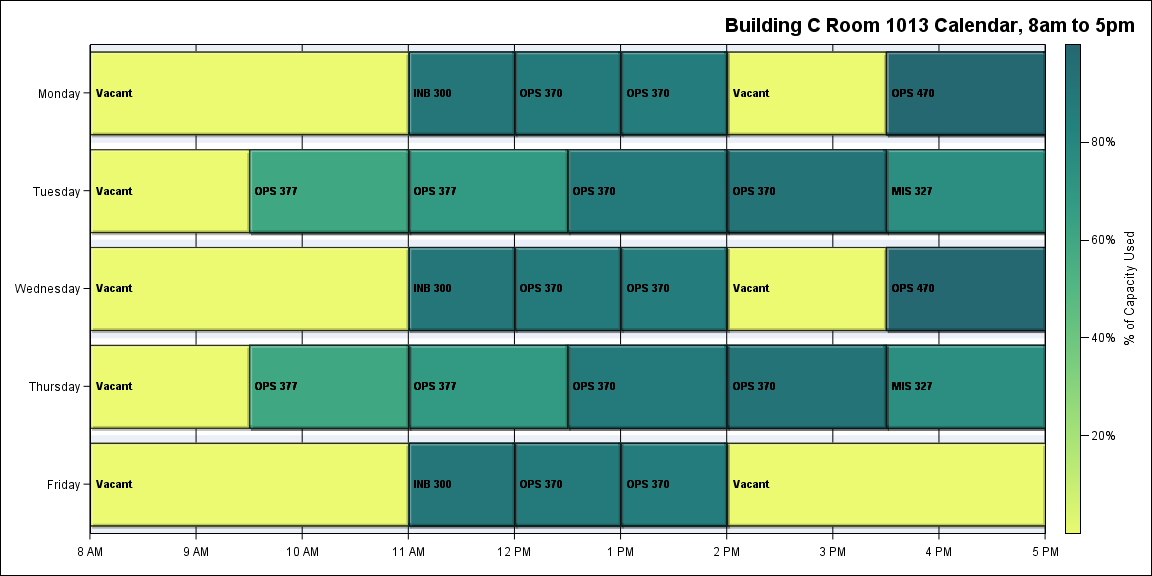 Building C Room 1013 Calendar, 8am to 5pm
Monday
Vacant
INB 300
OPS 370
OPS 370
Vacant
OPS 470
Tuesday
Vacant
OPS 377
OPS 377
OPS 370
OPS 370
MIS 327
Wednesday
Vacant
INB 300
OPS 370
OPS 370
Vacant
OPS 470
Thursday
Vacant
OPS 377
OPS 377
OPS 370
OPS 370
MIS 327
Friday
Vacant
INB 300
OPS 370
OPS 370
Vacant
8 AM
9 AM
10 AM
11 AM
12 PM
1 PM
2 PM
3 PM
4 PM
5 PM
80%
60%
40%
20%
% of Capacity Used